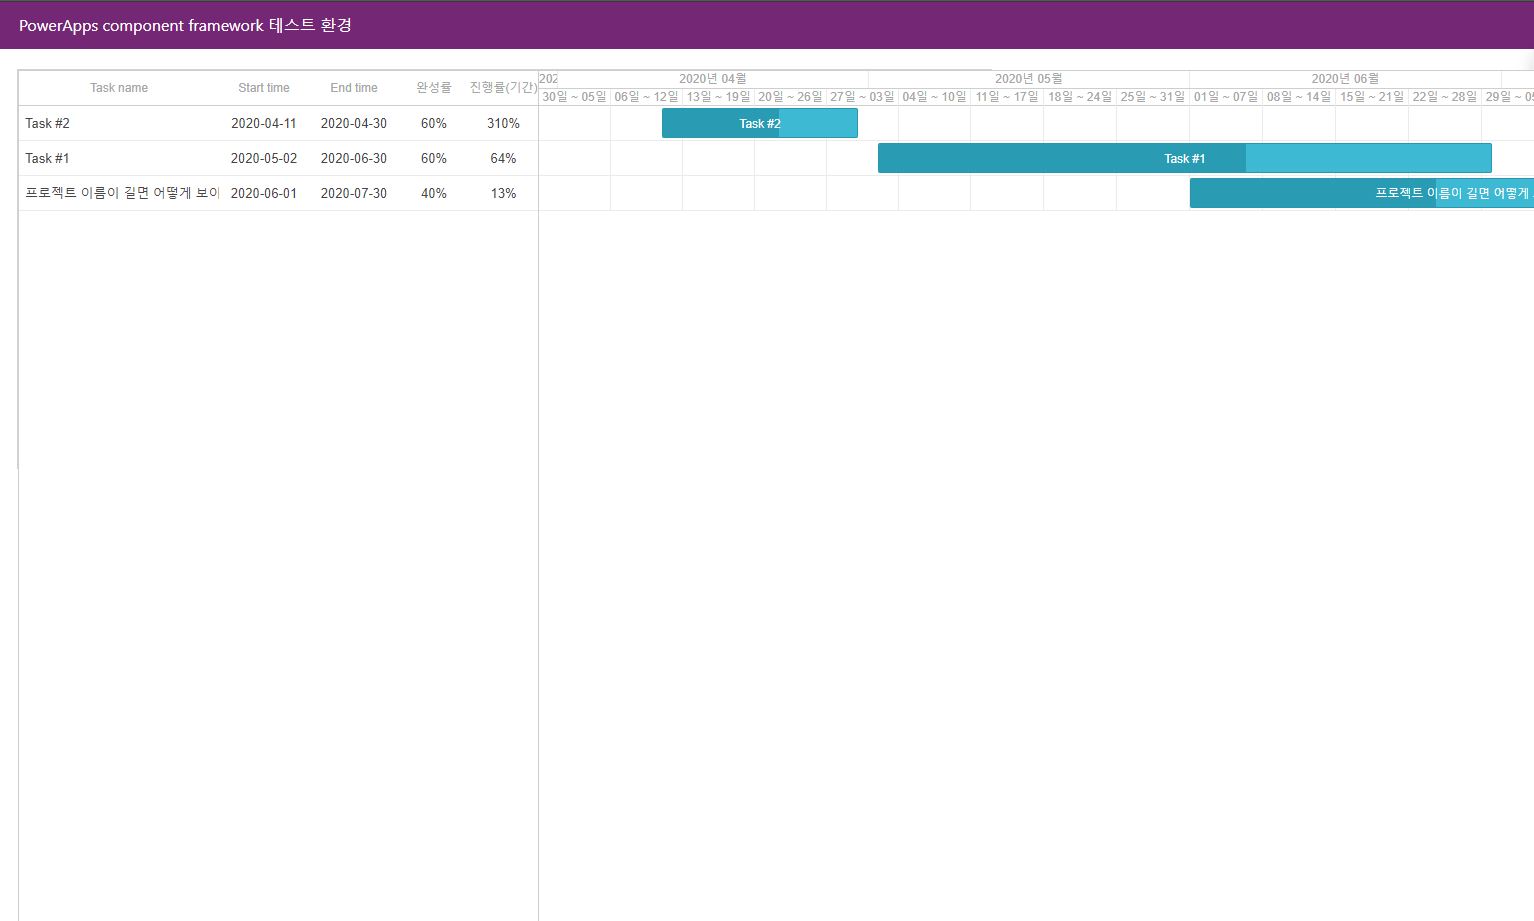 PowerApps component framework 테스트 환경
Task name Start time End time 완성률 진행률(기간)
202 2020년 04월 2020년 05월 2020년 06월
30일 ~ 05일 06일 ~ 12일 13일 ~ 19일 20일 ~ 26일 27일 ~ 03일 04일 ~ 10일 11일 ~ 17일 18일 ~ 24일 25일 ~ 31일 01일 ~ 07일 08일 ~ 14일 15일 ~ 21일 22일 ~ 28일 29일 ~
Task #2 2020-04-11 2020-04-30 60% 310% Task #2
Task #1 2020-05-02 2020-06-30 60% 64% Task #1
프로젝트 이름이 길면 어떻게 보이 2020-06-01 2020-07-30 40% 13% 프로젝트 이름이 길면 어떻게